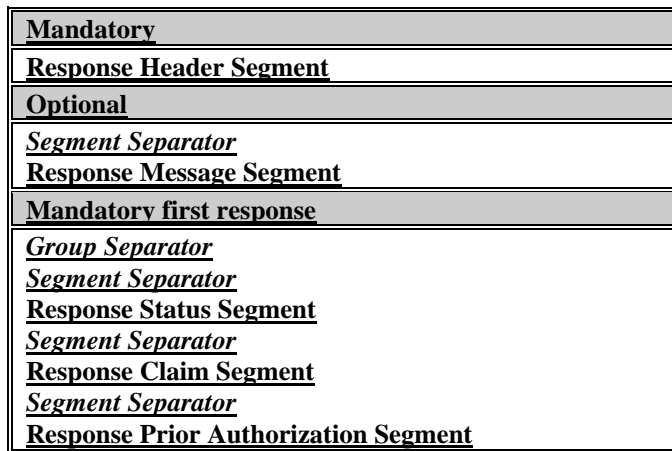 Mandatory
Response Header Segment
Optional
Segment Separator
Response Message Segment
Mandatory first response
Group Separator
Segment Separator
Response Status Segment
Segment Separator
Response Claim Segment
Segment Separator
Response Prior Authorization Segment